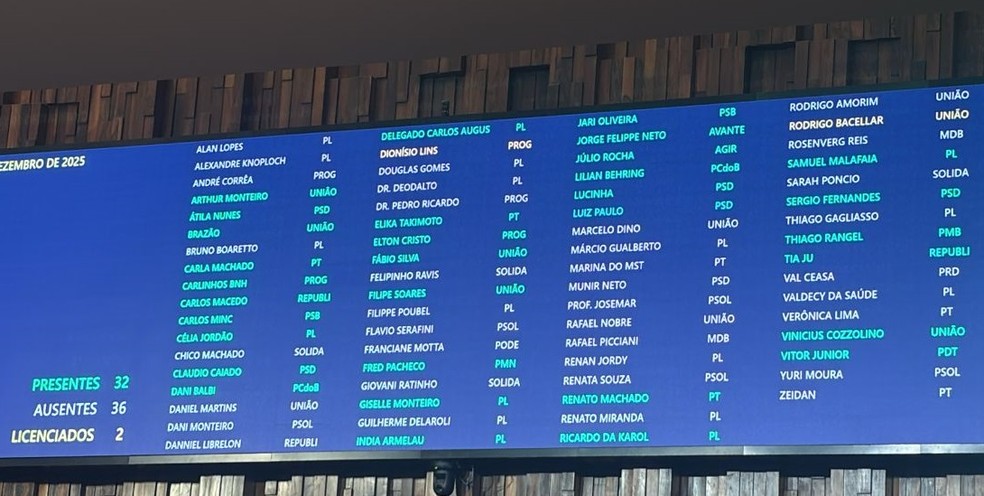 EZEMBRO DE 2025
ALAN LOPES PL
ALEXANDRE KNOPLOCH PL
ANDRÉ CORRÊA PROG
ARTHUR MONTEIRO UNIÃO
ÁTILA NUNES PSD
BRAZÃO UNIÃO
BRUNO BOARETTO PL
CARLA MACHADO PT
CARLINHOS BNH PROG
CARLOS MACEDO REPUBLI
CARLOS MINC PSB
CÉLIA JORDÃO PL
CHICO MACHADO SOLIDA
CLAUDIO CAIADO PSD
DANI BALBI PCdoB
DANIEL MARTINS UNIÃO
DANI MONTEIRO PSOL
DANNIEL LIBRELON REPUBLI
DELEGADO CARLOS AUGUS PL
DIONÍSIO LINS PROG
DOUGLAS GOMES PL
DR. DEODALTO PL
DR. PEDRO RICARDO PROG
ELIKA TAKIMOTO PT
ELTON CRISTO PROG
FÁBIO SILVA UNIÃO
FELIPINHO RAVIS SOLIDA
FILIPE SOARES UNIÃO
FILIPPE POUBEL PL
FLAVIO SERAFINI PSOL
FRANCIANE MOTTA PODE
FRED PACHECO PMN
GIOVANI RATINHO SOLIDA
GISELLE MONTEIRO PL
GUILHERME DELAROLI PL
INDIA ARMELAU PL
JARI OLIVEIRA PSB
JORGE FELIPPE NETO AVANTE
JÚLIO ROCHA AGIR
LILIAN BEHRING PCdoB
LUCINHA PSD
LUIZ PAULO PSD
MARCELO DINO UNIÃO
MÁRCIO GUALBERTO PL
MARINA DO MST PT
MUNIR NETO PSD
PROF. JOSEMAR PSOL
RAFAEL NOBRE UNIÃO
RAFAEL PICCIANI MDB
RENAN JORDY PL
RENATA SOUZA PSOL
RENATO MACHADO PT
RENATO MIRANDA PL
RICARDO DA KAROL PL
RODRIGO AMORIM UNIÃO
RODRIGO BACELLAR UNIÃO
ROSENVERG REIS MDB
SAMUEL MALAFAIA PL
SARAH PONCIO SOLIDA
SERGIO FERNANDES PSD
THIAGO GAGLIASSO PL
THIAGO RANGEL PMB
TIA JU REPUBLI
VAL CEASA PRD
VALDECY DA SAÚDE PL
VERÔNICA LIMA PT
VINICIUS COZZOLINO UNIÃO
VITOR JUNIOR PDT
YURI MOURA PSOL
ZEIDAN PT
PRESENTES 32
AUSENTES 36
LICENCIADOS 2